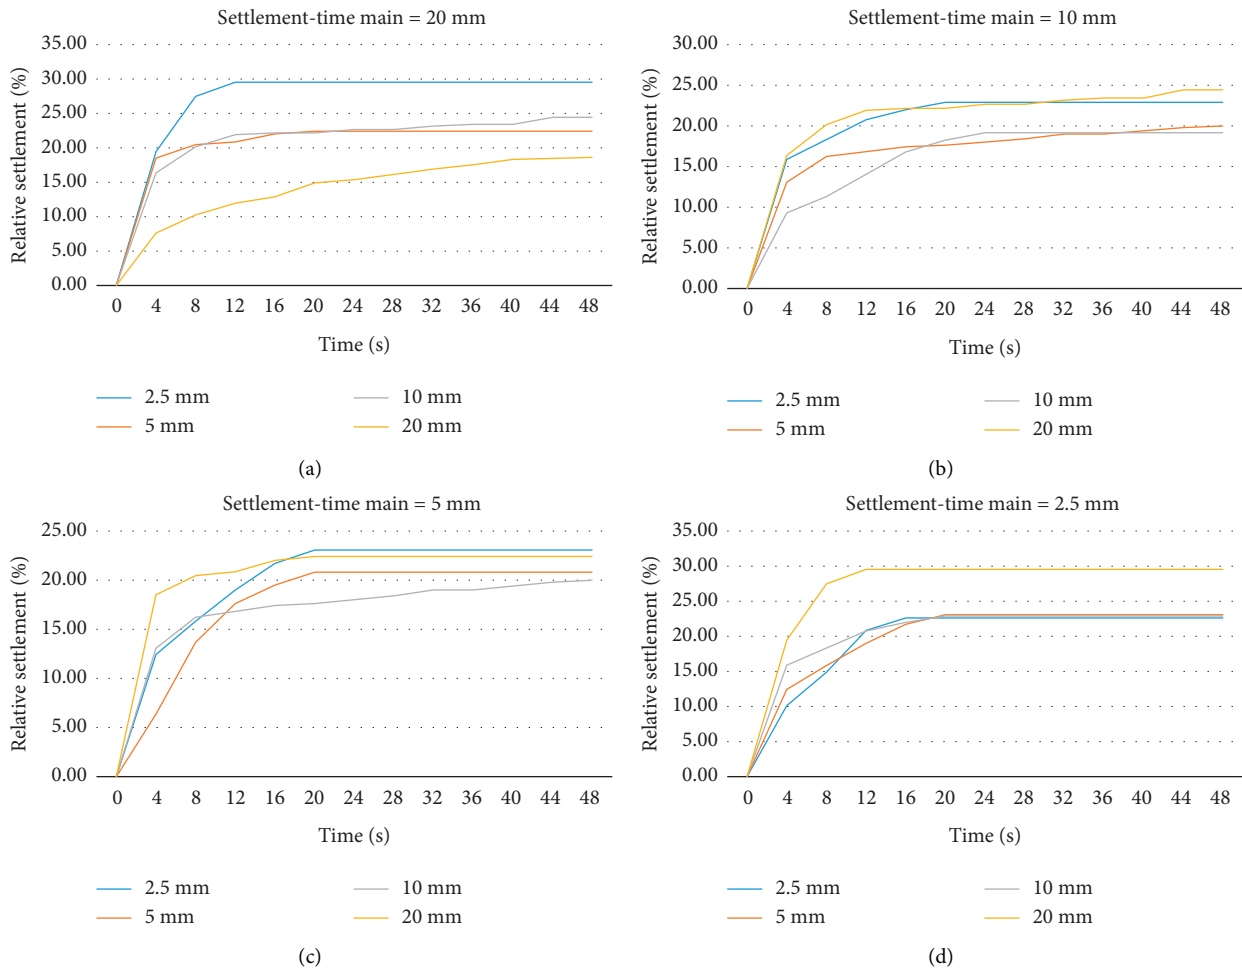 Settlement-time main = 20 mm
Relative settlement (%)
35.00
30.00
25.00
20.00
15.00
10.00
5.00
0.00
0 4 8 12 16 20 24 28 32 36 40 44 48
Time (s)
2.5 mm 10 mm
5 mm 20 mm
(a)
Settlement-time main = 10 mm
Relative settlement (%)
30.00
25.00
20.00
15.00
10.00
5.00
0.00
0 4 8 12 16 20 24 28 32 36 40 44 48
Time (s)
2.5 mm 10 mm
5 mm 20 mm
(b)
Settlement-time main = 5 mm
Relative settlement (%)
25.00
20.00
15.00
10.00
5.00
0.00
0 4 8 12 16 20 24 28 32 36 40 44 48
Time (s)
2.5 mm 10 mm
5 mm 20 mm
(c)
Settlement-time main = 2.5 mm
Relative settlement (%)
35.00
30.00
25.00
20.00
15.00
10.00
5.00
0.00
0 4 8 12 16 20 24 28 32 36 40 44 48
Time (s)
2.5 mm 10 mm
5 mm 20 mm
(d)